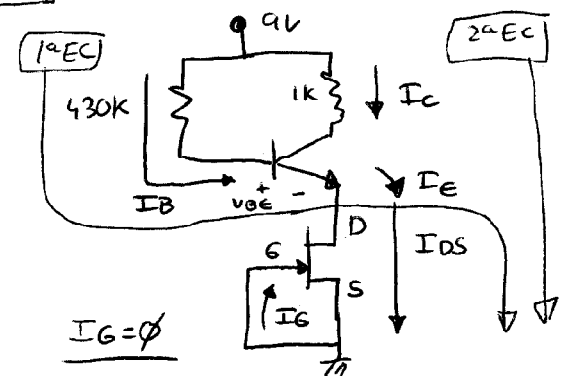 9V
1ªEC)
2ªEC
430K
1K
Ic
IB
+ -
VBE
IE
D
IDS
G
S
IG
IG=∅